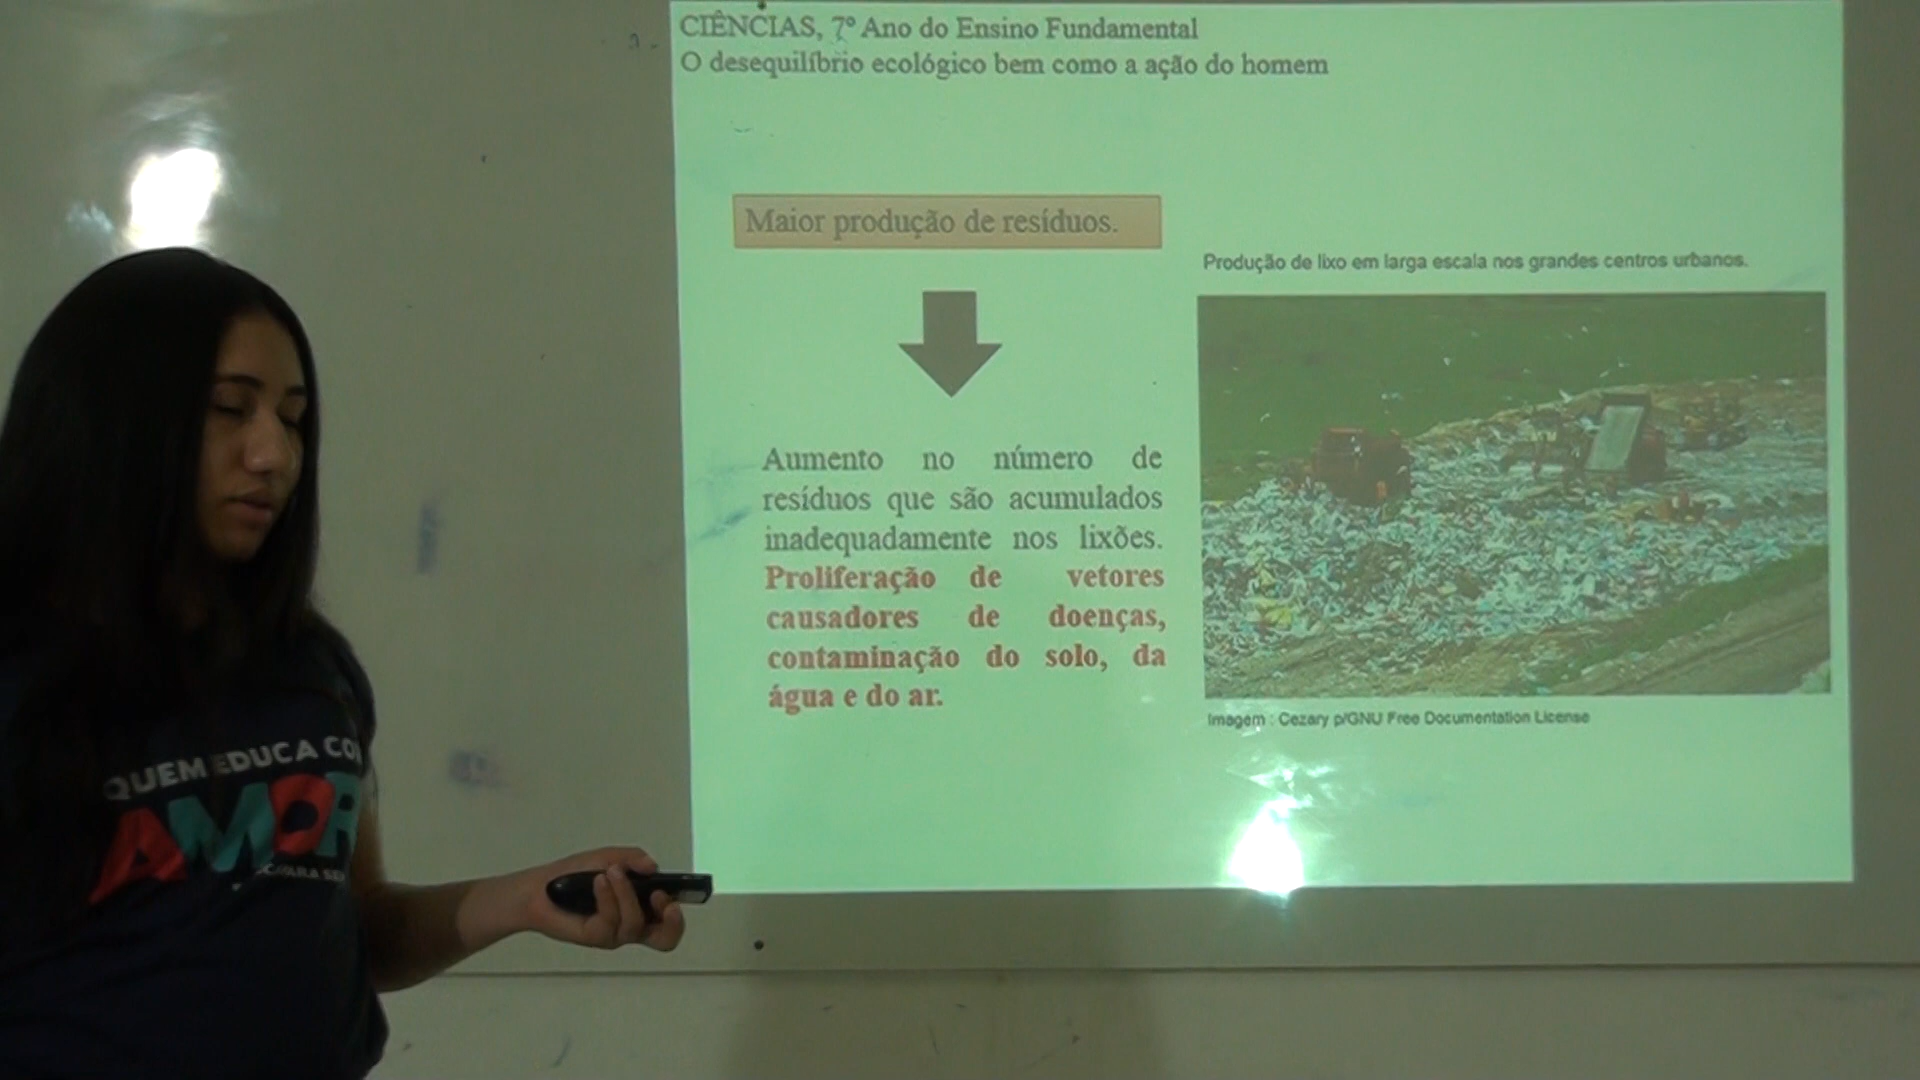 CIÊNCIAS, 7º Ano do Ensino Fundamental
O desequilíbrio ecológico bem como a ação do homem
Maior produção de resíduos.
Produção de lixo em larga escala nos grandes centros urbanos.
Aumento no número de
resíduos que são acumulados
inadequadamente nos lixões.
Proliferação de vetores
causadores de doenças,
contaminação do solo, da
água e do ar.
Imagem : Cezary p/GNU Free Documentation License
QUEM EDUCA
AMOR